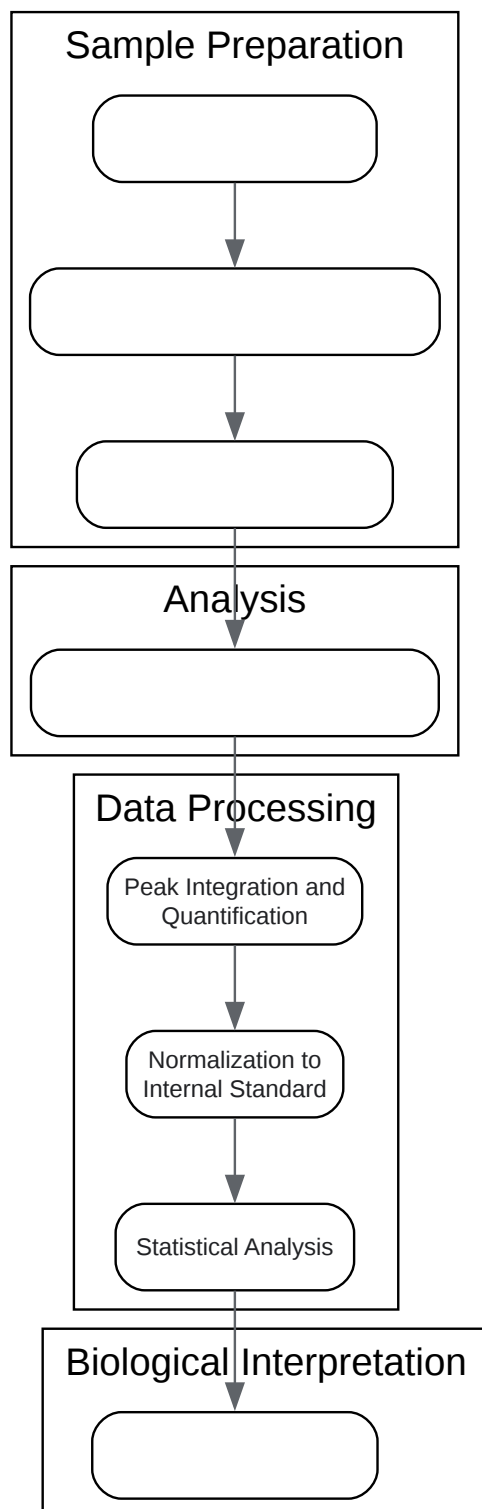 Sample Preparation
Analysis
Data Processing
Peak Integration and
Quantification
Normalization to
Internal Standard
Statistical Analysis
Biological Interpretation